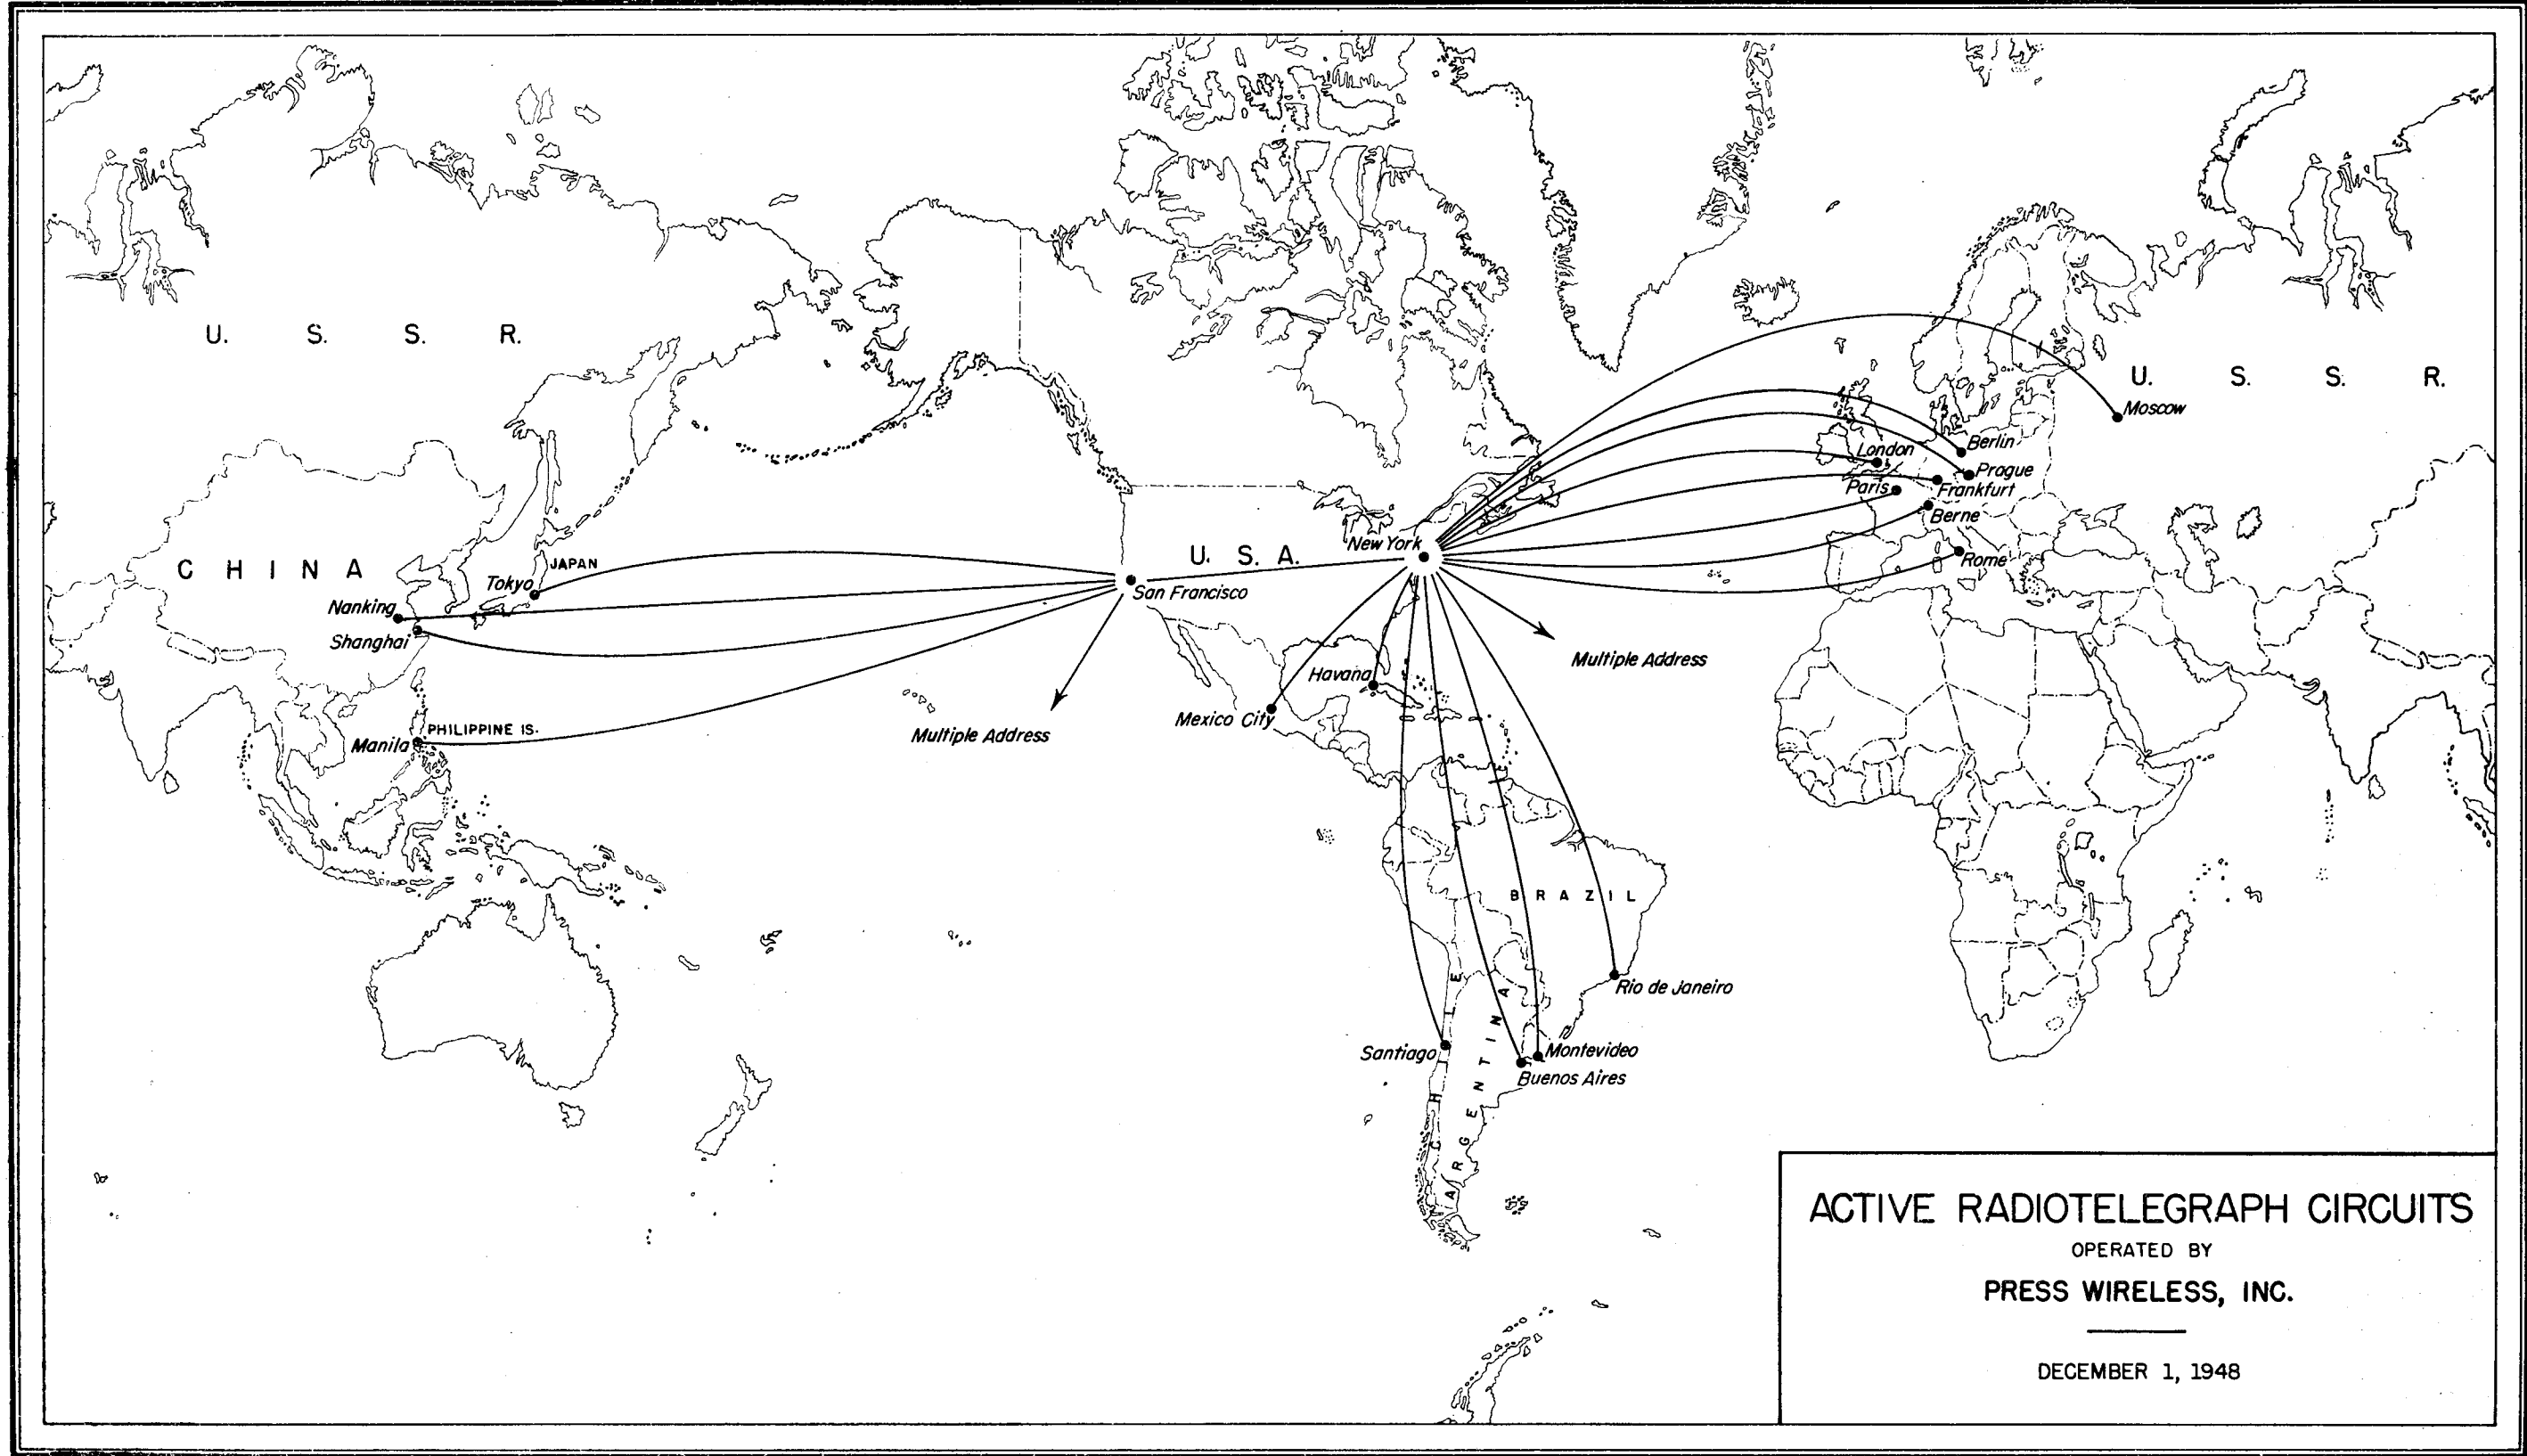 U. S. S. R.
U. S. S. R.
Moscow
Berlin
London
Prague
Paris
Frankfurt
Berne
New York
Rome
U. S. A.
CHINA
JAPAN
Tokyo
San Francisco
Nanking
Shanghai
Multiple Address
Havana
Mexico City
PHILIPPINE IS.
Manila
Multiple Address
BRAZIL
Rio de Janeiro
CHILE
ARGENTINA
Santiago
Montevideo
Buenos Aires
ACTIVE RADIOTELEGRAPH CIRCUITS
OPERATED BY
PRESS WIRELESS, INC.
DECEMBER 1, 1948